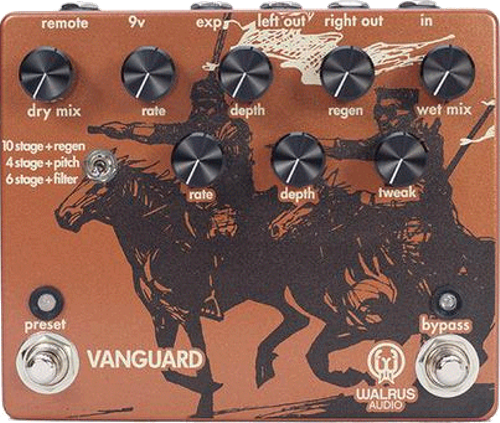 remote 9v exp left out right out in
dry mix rate depth regen wet mix
10 stage + regen
4 stage + pitch
6 stage + filter
rate depth tweak
preset bypass
VANGUARD
WALRUS
AUDIO